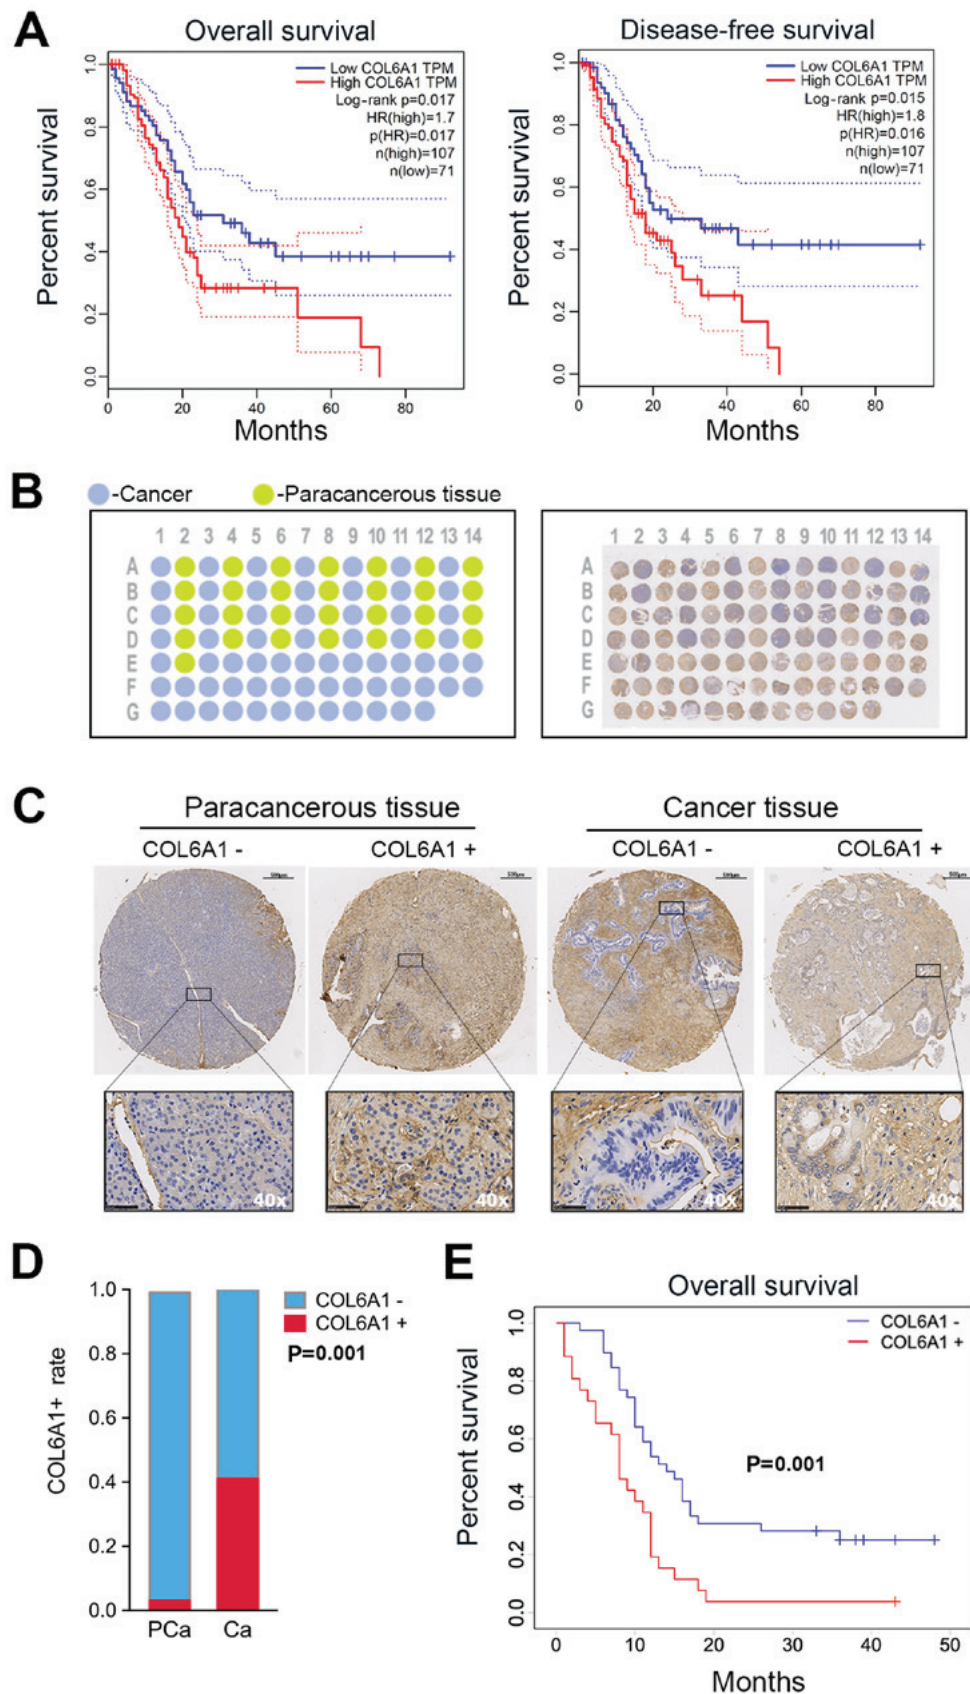 A
Overall survival
Percent survival
1.0
0.8
0.6
0.4
0.2
0.0
Low COL6A1 TPM
High COL6A1 TPM
Log-rank p=0.017
HR(high)=1.7
p(HR)=0.017
n(high)=107
n(low)=71
0 20 40 60 80
Months
Disease-free survival
Percent survival
1.0
0.8
0.6
0.4
0.2
0.0
Low COL6A1 TPM
High COL6A1 TPM
Log-rank p=0.015
HR(high)=1.8
p(HR)=0.016
n(high)=107
n(low)=71
0 20 40 60 80
Months
B
-Cancer -Paracancerous tissue
1 2 3 4 5 6 7 8 9 10 11 12 13 14
A
B
C
D
E
F
G
1 2 3 4 5 6 7 8 9 10 11 12 13 14
A
B
C
D
E
F
G
C
Paracancerous tissue Cancer tissue
COL6A1 - COL6A1 + COL6A1 - COL6A1 +
500μm 500μm 500μm 500μm
40x 40x 40x 40x
D
COL6A1+ rate
1.0
0.8
0.6
0.4
0.2
0.0
COL6A1 -
COL6A1 +
P=0.001
PCa Ca
E
Overall survival
Percent survival
1.0
0.8
0.6
0.4
0.2
0.0
COL6A1 -
COL6A1 +
P=0.001
0 10 20 30 40 50
Months